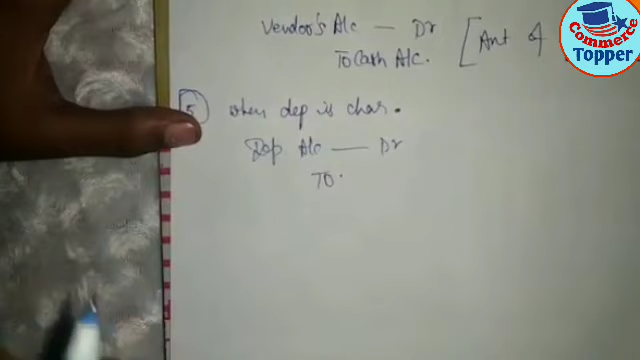 Vendor's A/c — Dr
To Cash A/c. [Amt of
5 when dep is char.
Dep A/c — Dr
To.
Commerce
Topper